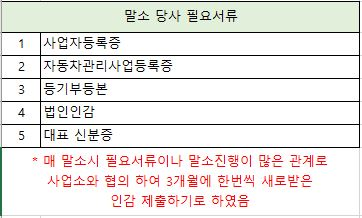 말소 당사 필요서류
1 사업자등록증
2 자동차관리사업등록증
3 등기부등본
4 법인인감
5 대표 신분증
* 매 말소시 필요서류이나 말소진행이 많은 관계로
사업소와 협의 하여 3개월에 한번씩 새로받은
인감 제출하기로 하였음